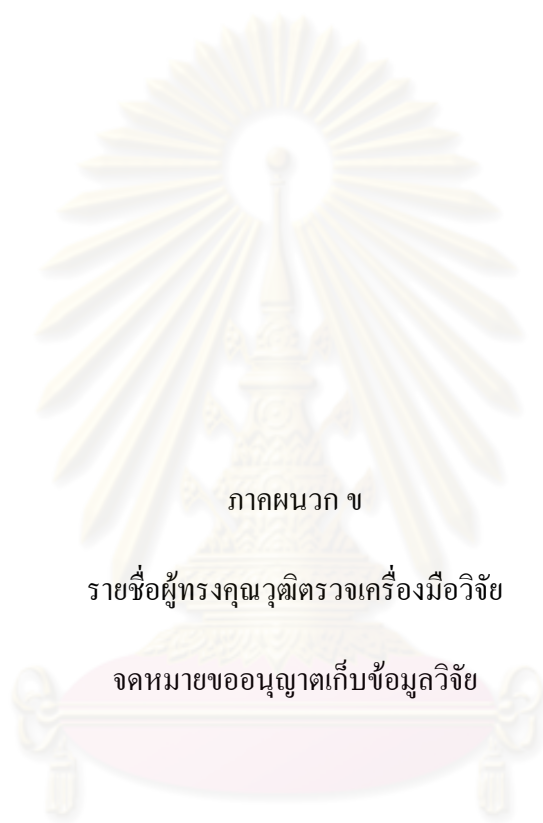 ภาคผนวก ข
รายชื่อผู้ทรงคุณวุฒิตรวจเครื่องมือวิจัย
จดหมายขออนุญาตเก็บข้อมูลวิจัย